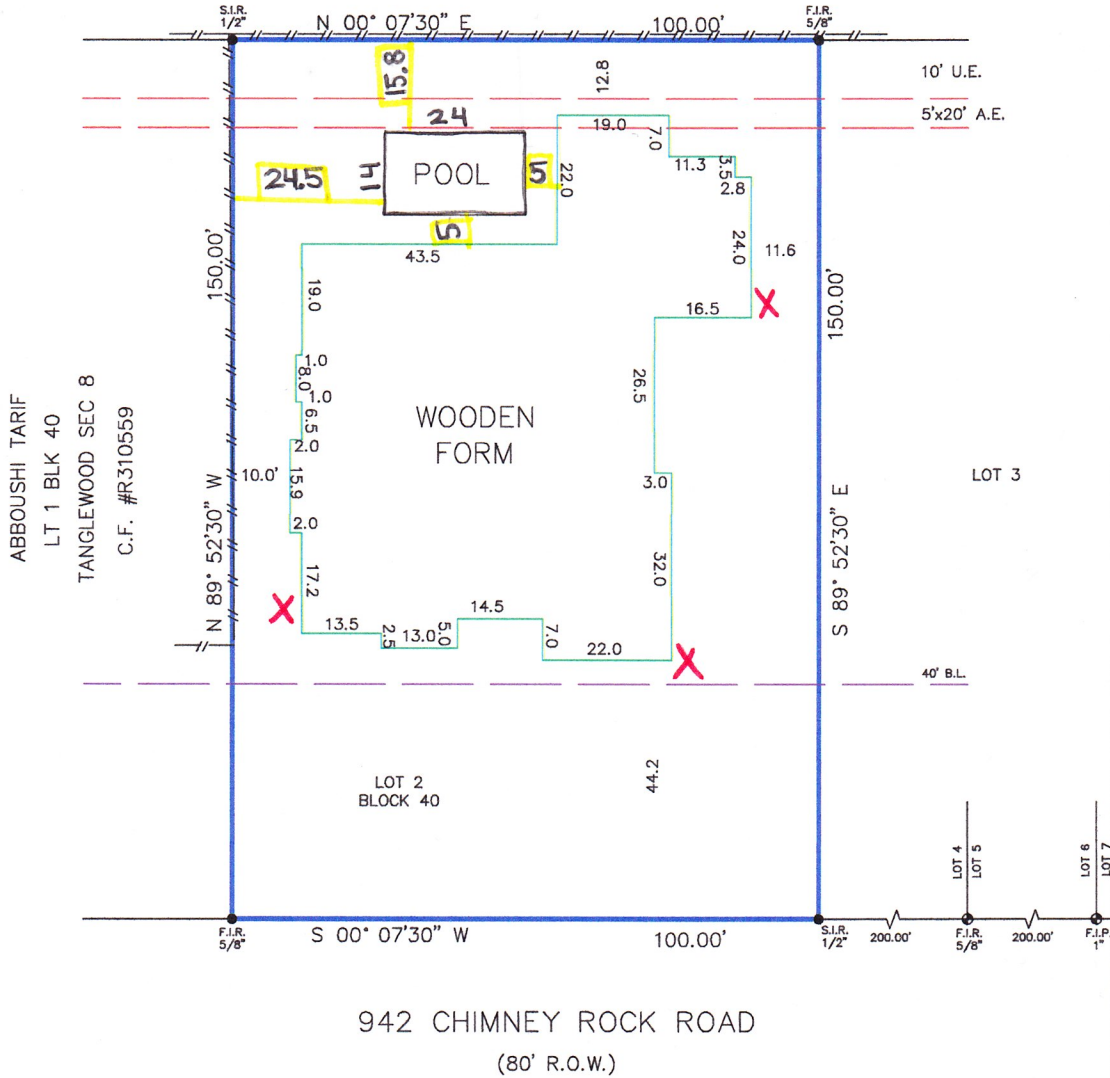 S.I.R.
1/2"
N 00° 07'30" E
100.00'
F.I.R.
5/8"
10' U.E.
5'x20' A.E.
15.8
12.8
24
19.0
7.0
11.3
3.5
2.8
24.5
14
POOL
5
22.0
5
43.5
24.0
11.6
150.00'
150.00'
19.0
16.5
X
1.0
8.0
1.0
6.5
2.0
26.5
WOODEN
FORM
ABBOUSHI TARIF
LT 1 BLK 40
TANGLEWOOD SEC 8
C.F. #R310559
10.0'
15.9
2.0
3.0
LOT 3
N 89° 52'30" W
S 89° 52'30" E
17.2
32.0
X
14.5
13.5
2.5
13.0
5.0
7.0
22.0
X
40' B.L.
LOT 2
BLOCK 40
44.2
LOT 4
LOT 5
LOT 6
LOT 7
F.I.R.
5/8"
S 00° 07'30" W
100.00'
S.I.R.
1/2"
200.00'
F.I.R.
5/8"
200.00'
F.I.P.
1"
942 CHIMNEY ROCK ROAD
(80' R.O.W.)